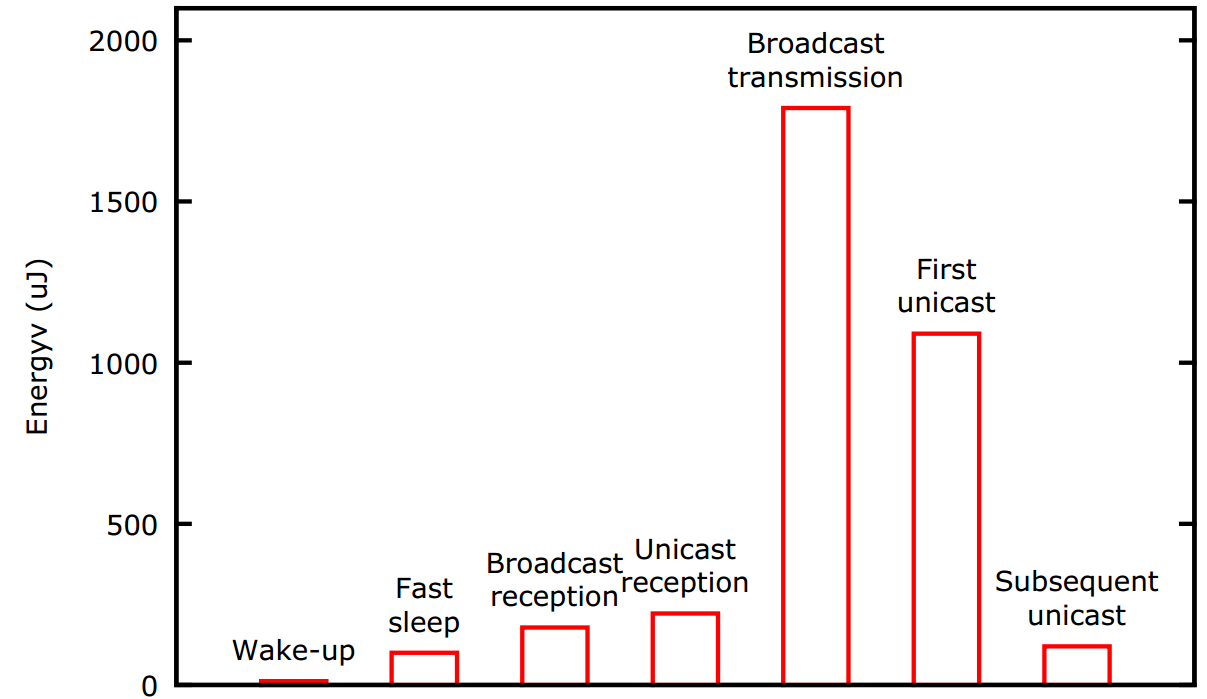 Energyv (uJ)
2000
1500
1000
500
0
Wake-up
Fast
sleep
Broadcast
reception
Unicast
reception
Broadcast
transmission
First
unicast
Subsequent
unicast